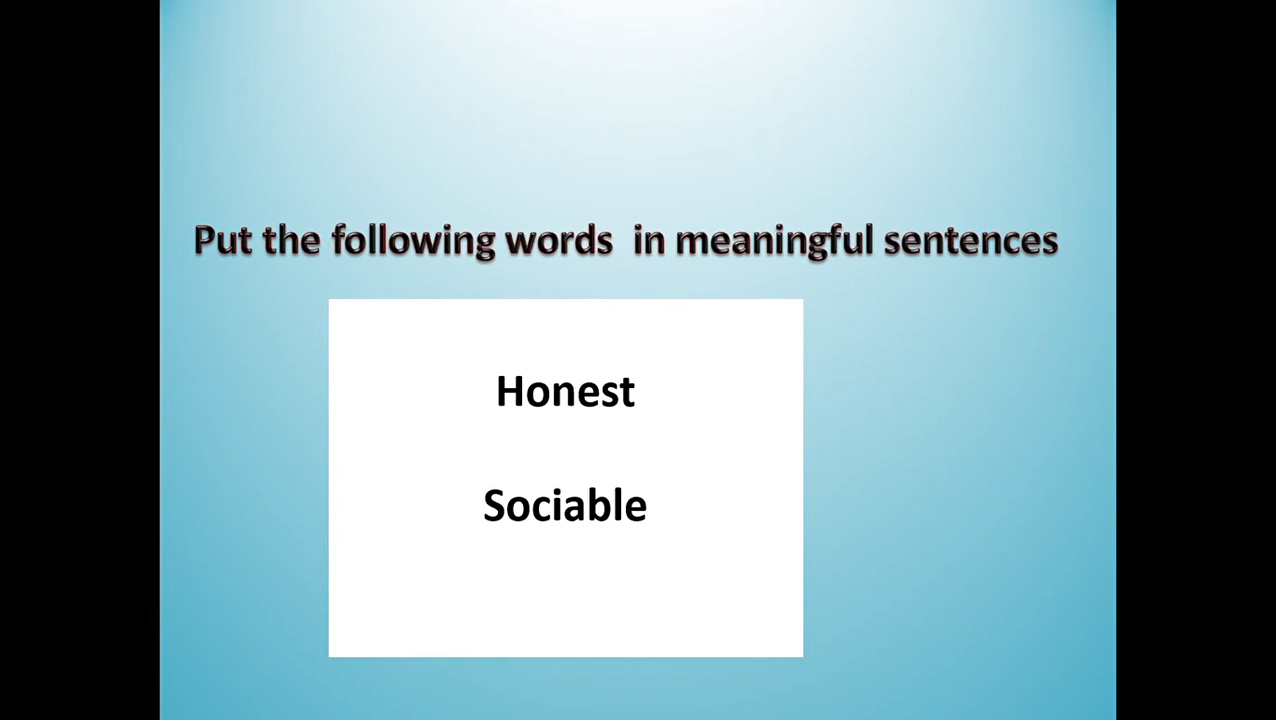 Put the following words in meaningful sentences
Honest
Sociable